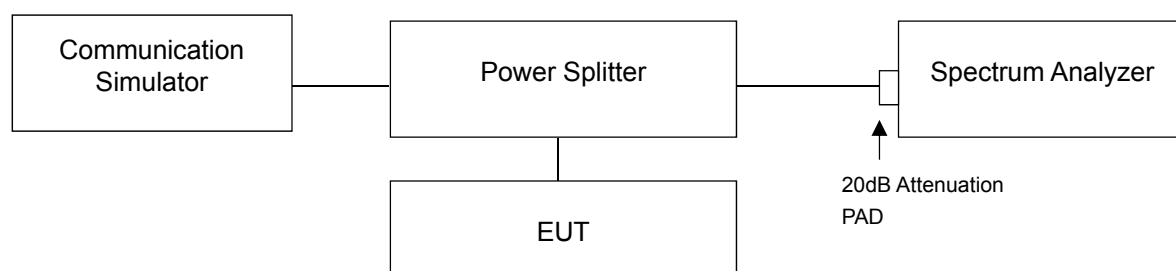 Communication
Simulator
Power Splitter
Spectrum Analyzer
20dB Attenuation
PAD
EUT